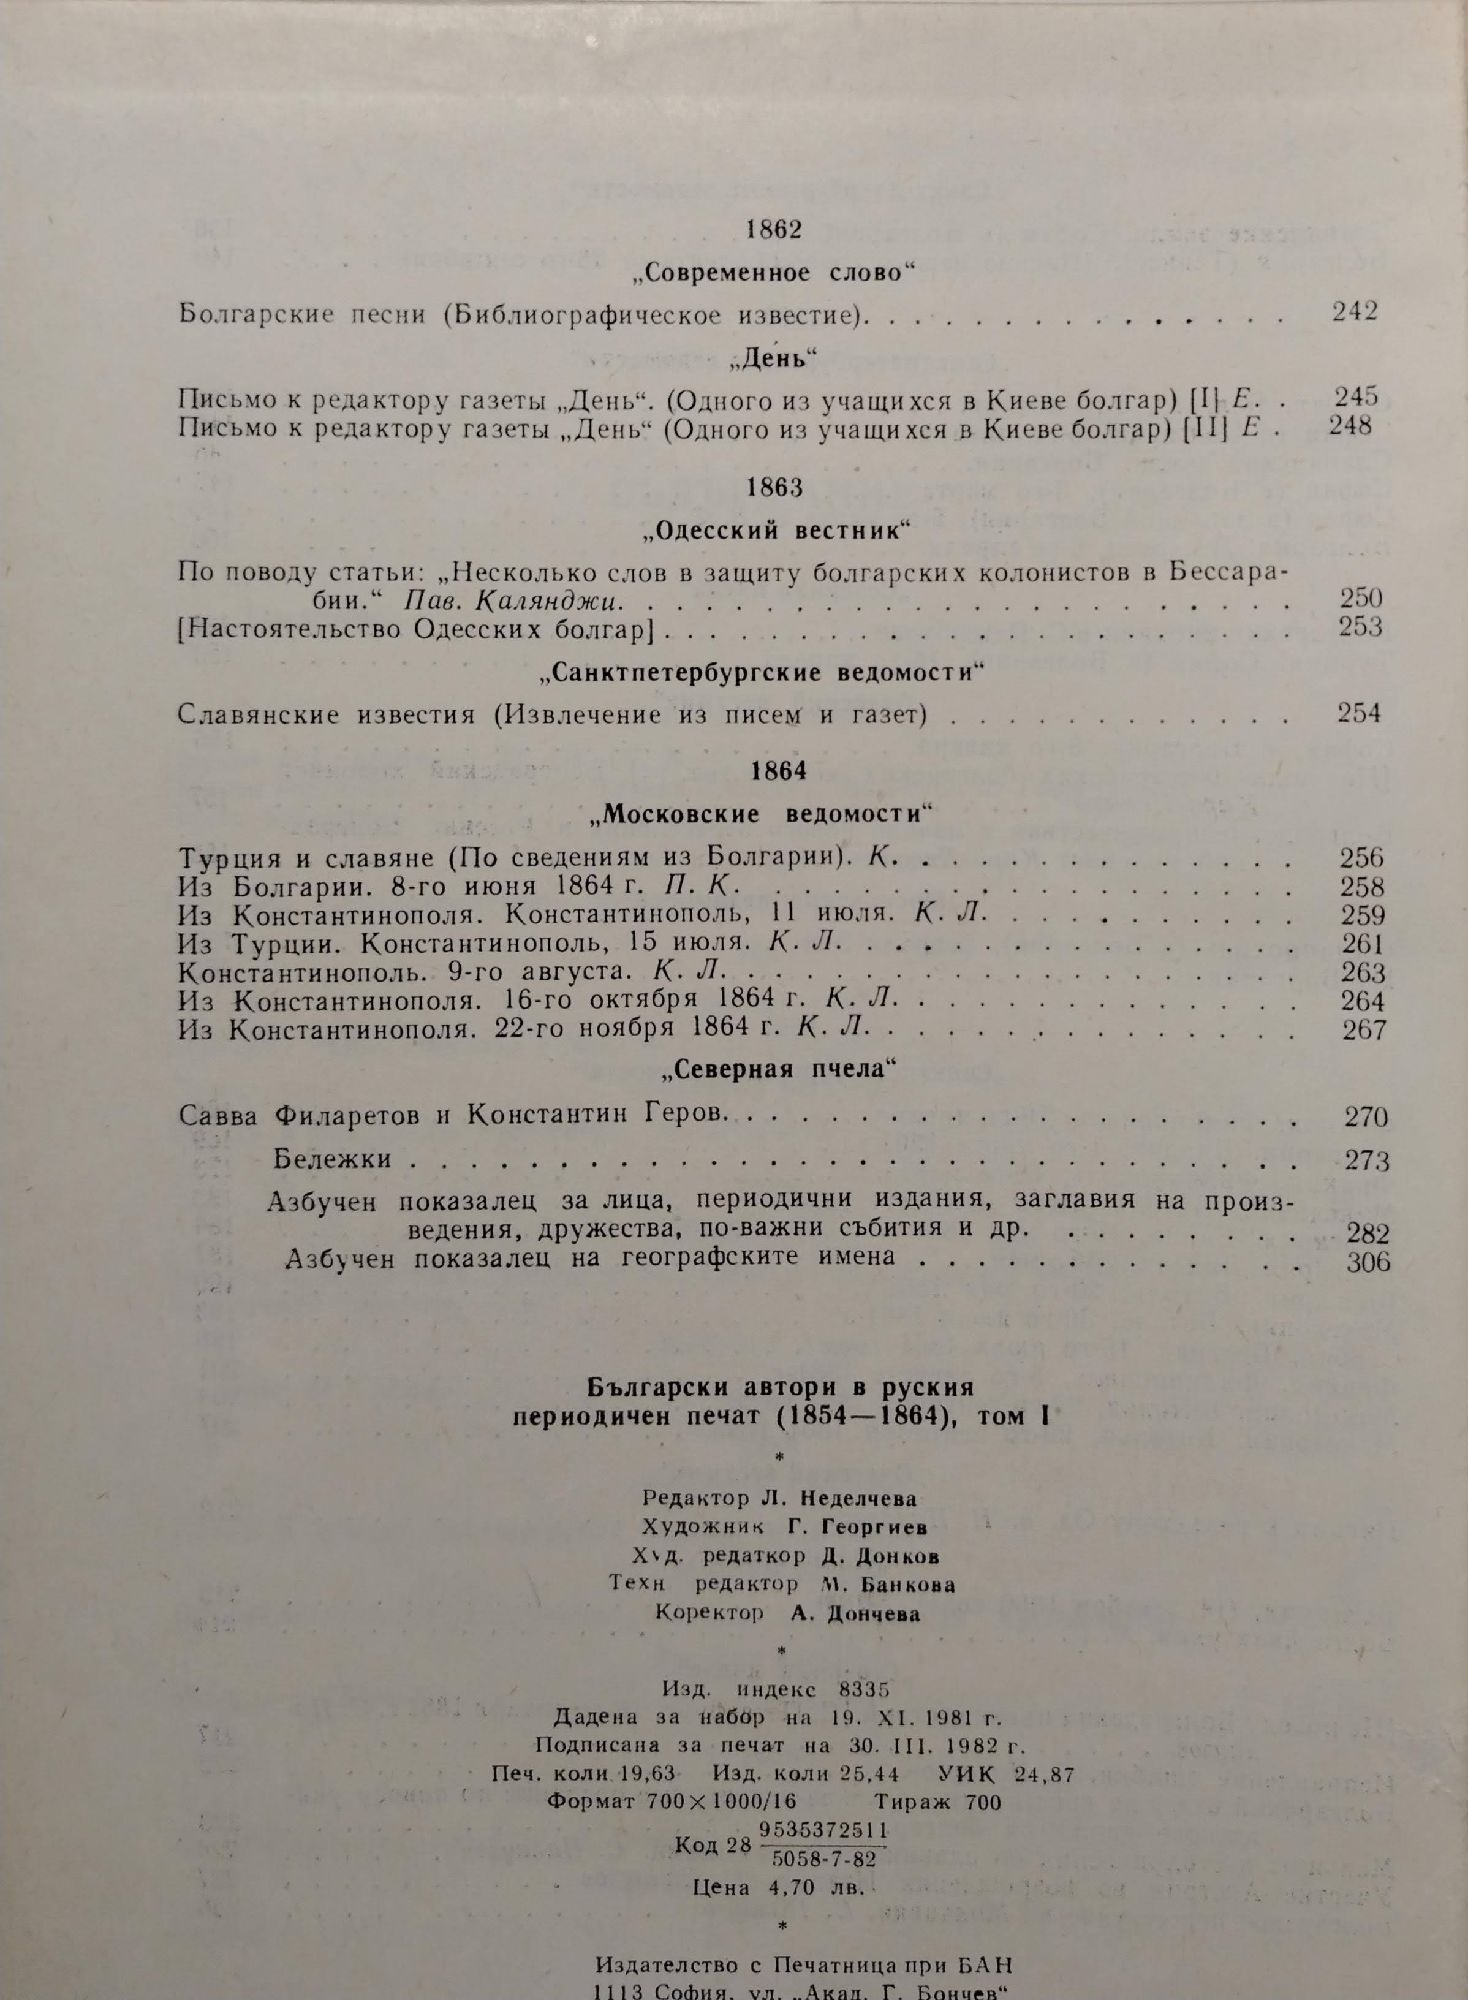 1862
„Современное слово“
Болгарские песни (Библиографическое известие). . . . . . . . . . . . . . . 242
„День“
Письмо к редактору газеты „День“. (Одного из учащихся в Киеве болгар) [I] Е. . 245
Письмо к редактору газеты „День“ (Одного из учащихся в Киеве болгар) [II] Е . 248
1863
„Одесский вестник“
По поводу статьи: „Несколько слов в защиту болгарских колонистов в Бессара-
бии.“ Пав. Калянджи. . . . . . . . . . . . . . . . . . . . . . . 250
[Настоятельство Одесских болгар] . . . . . . . . . . . . . . . . . . . . . 253
„Санктпетербургские ведомости“
Славянские известия (Извлечение из писем и газет) . . . . . . . . . . . . 254
1864
„Московские ведомости“
Турция и славяне (По сведениям из Болгарии). К. . . . . . . . . . . . . . 256
Из Болгарии. 8-го июня 1864 г. П. К. . . . . . . . . . . . . . . . . . . 258
Из Константинополя. Константинополь, 11 июля. К. Л. . . . . . . . . . . 259
Из Турции. Константинополь, 15 июля. К. Л. . . . . . . . . . . . . . . . 261
Константинополь. 9-го августа. К. Л. . . . . . . . . . . . . . . . . . . . 263
Из Константинополя. 16-го октября 1864 г. К. Л. . . . . . . . . . . . . . 264
Из Константинополя. 22-го ноября 1864 г. К. Л. . . . . . . . . . . . . . . 267
„Северная пчела“
Савва Филаретов и Константин Геров. . . . . . . . . . . . . . . . . . . . 270
Бележки . . . . . . . . . . . . . . . . . . . . . . . . . . . . . . 273
Азбучен показалец за лица, периодични издания, заглавия на произ-
ведения, дружества, по-важни събития и др. . . . . . . . . . 282
Азбучен показалец на географските имена . . . . . . . . . . . . . 306
Български автори в руския
периодичен печат (1854—1864), том I
*
Редактор Л. Неделчева
Художник Г. Георгиев
Худ. редаткор Д. Донков
Техн редактор М. Банкова
Коректор А. Дончева
*
Изд. индекс 8335
Дадена за набор на 19. XI. 1981 г.
Подписана за печат на 30. III. 1982 г.
Печ. коли 19,63 Изд. коли 25,44 УИК 24,87
Формат 700×1000/16 Тираж 700
Код 28 9535372511
5058-7-82
Цена 4,70 лв.
*
Издателство с Печатница при БАН
1113 София, ул. „Акад. Г. Бончев“